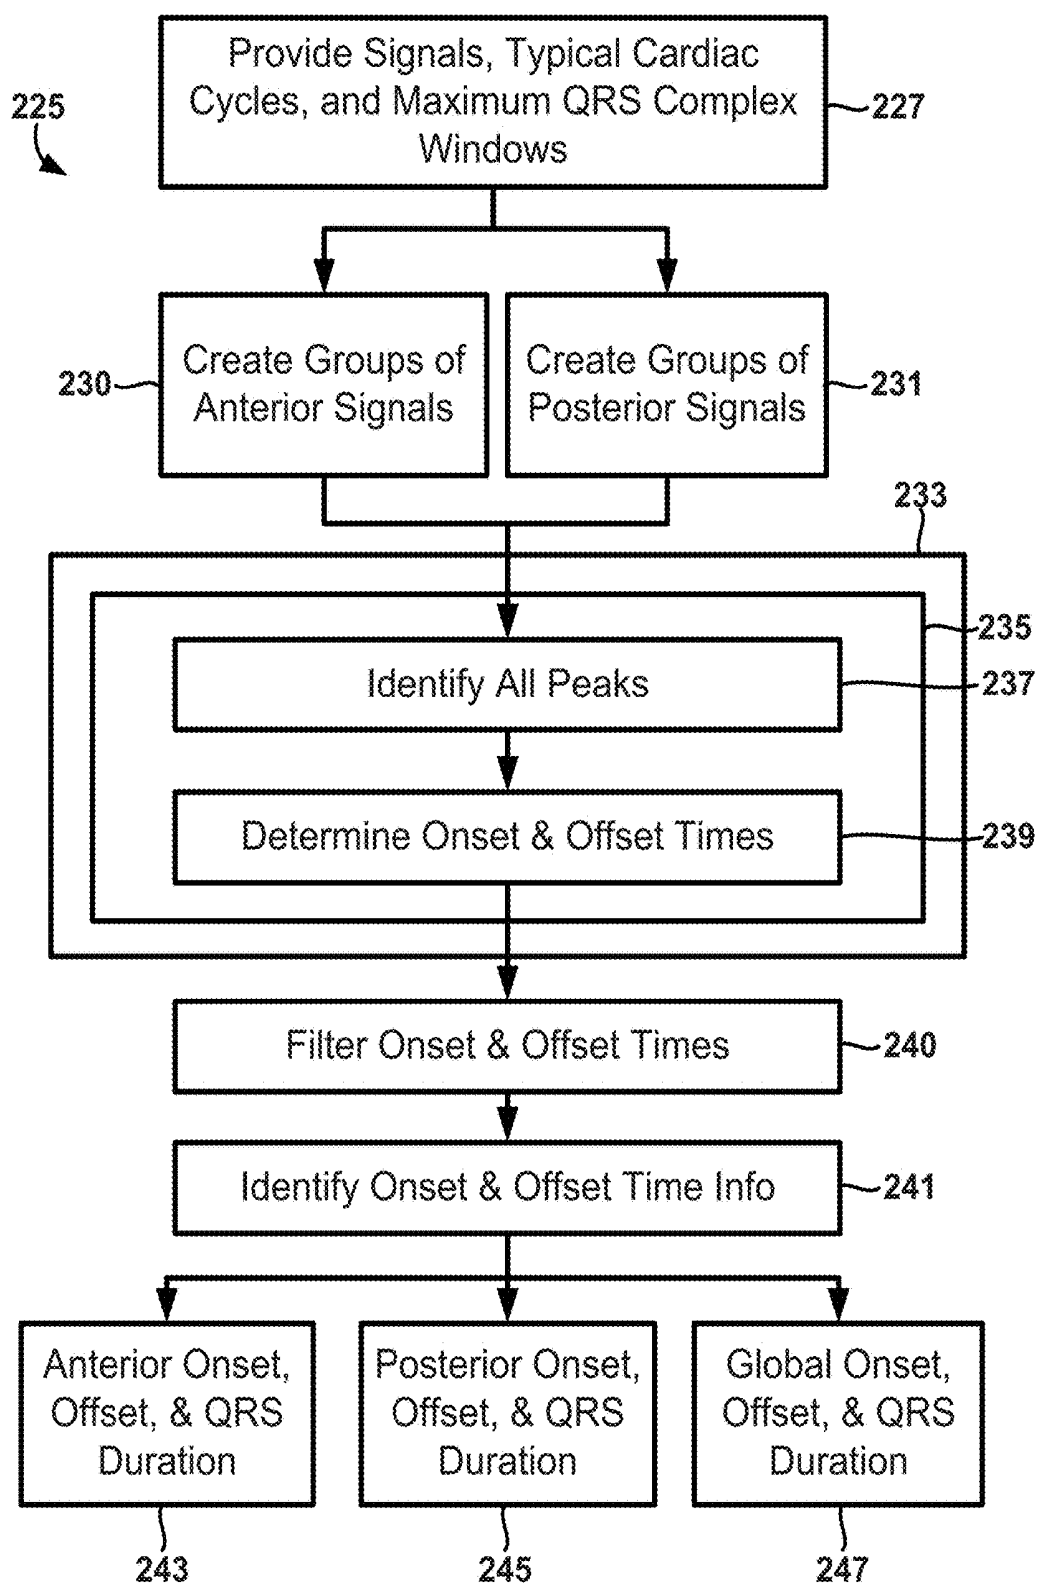 Provide Signals, Typical Cardiac
Cycles, and Maximum QRS Complex
Windows
225
227
Create Groups of
Anterior Signals
230
Create Groups of
Posterior Signals
231
233
235
Identify All Peaks
237
Determine Onset & Offset Times
239
Filter Onset & Offset Times
240
Identify Onset & Offset Time Info
241
Anterior Onset,
Offset, & QRS
Duration
Posterior Onset,
Offset, & QRS
Duration
Global Onset,
Offset, & QRS
Duration
243
245
247